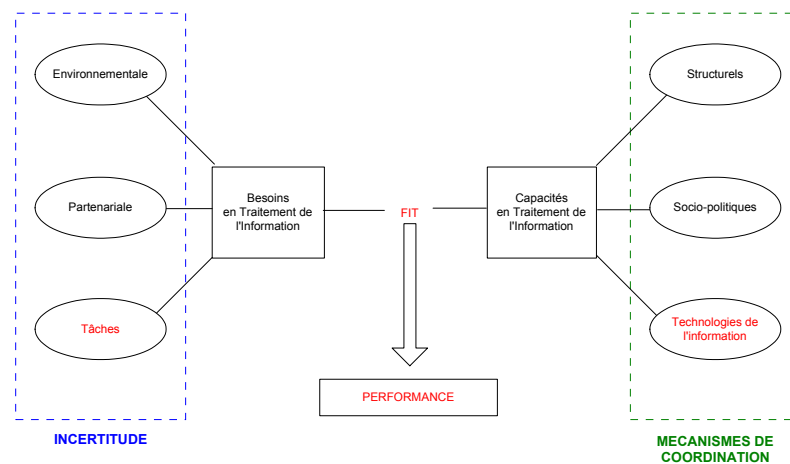 Environnementale
Partenariale
Tâches
INCERTITUDE
Besoins
en Traitement de
l'Information
FIT
PERFORMANCE
Capacités
en Traitement de
l'Information
Structurels
Socio-politiques
Technologies de
l'information
MECANISMES DE
COORDINATION